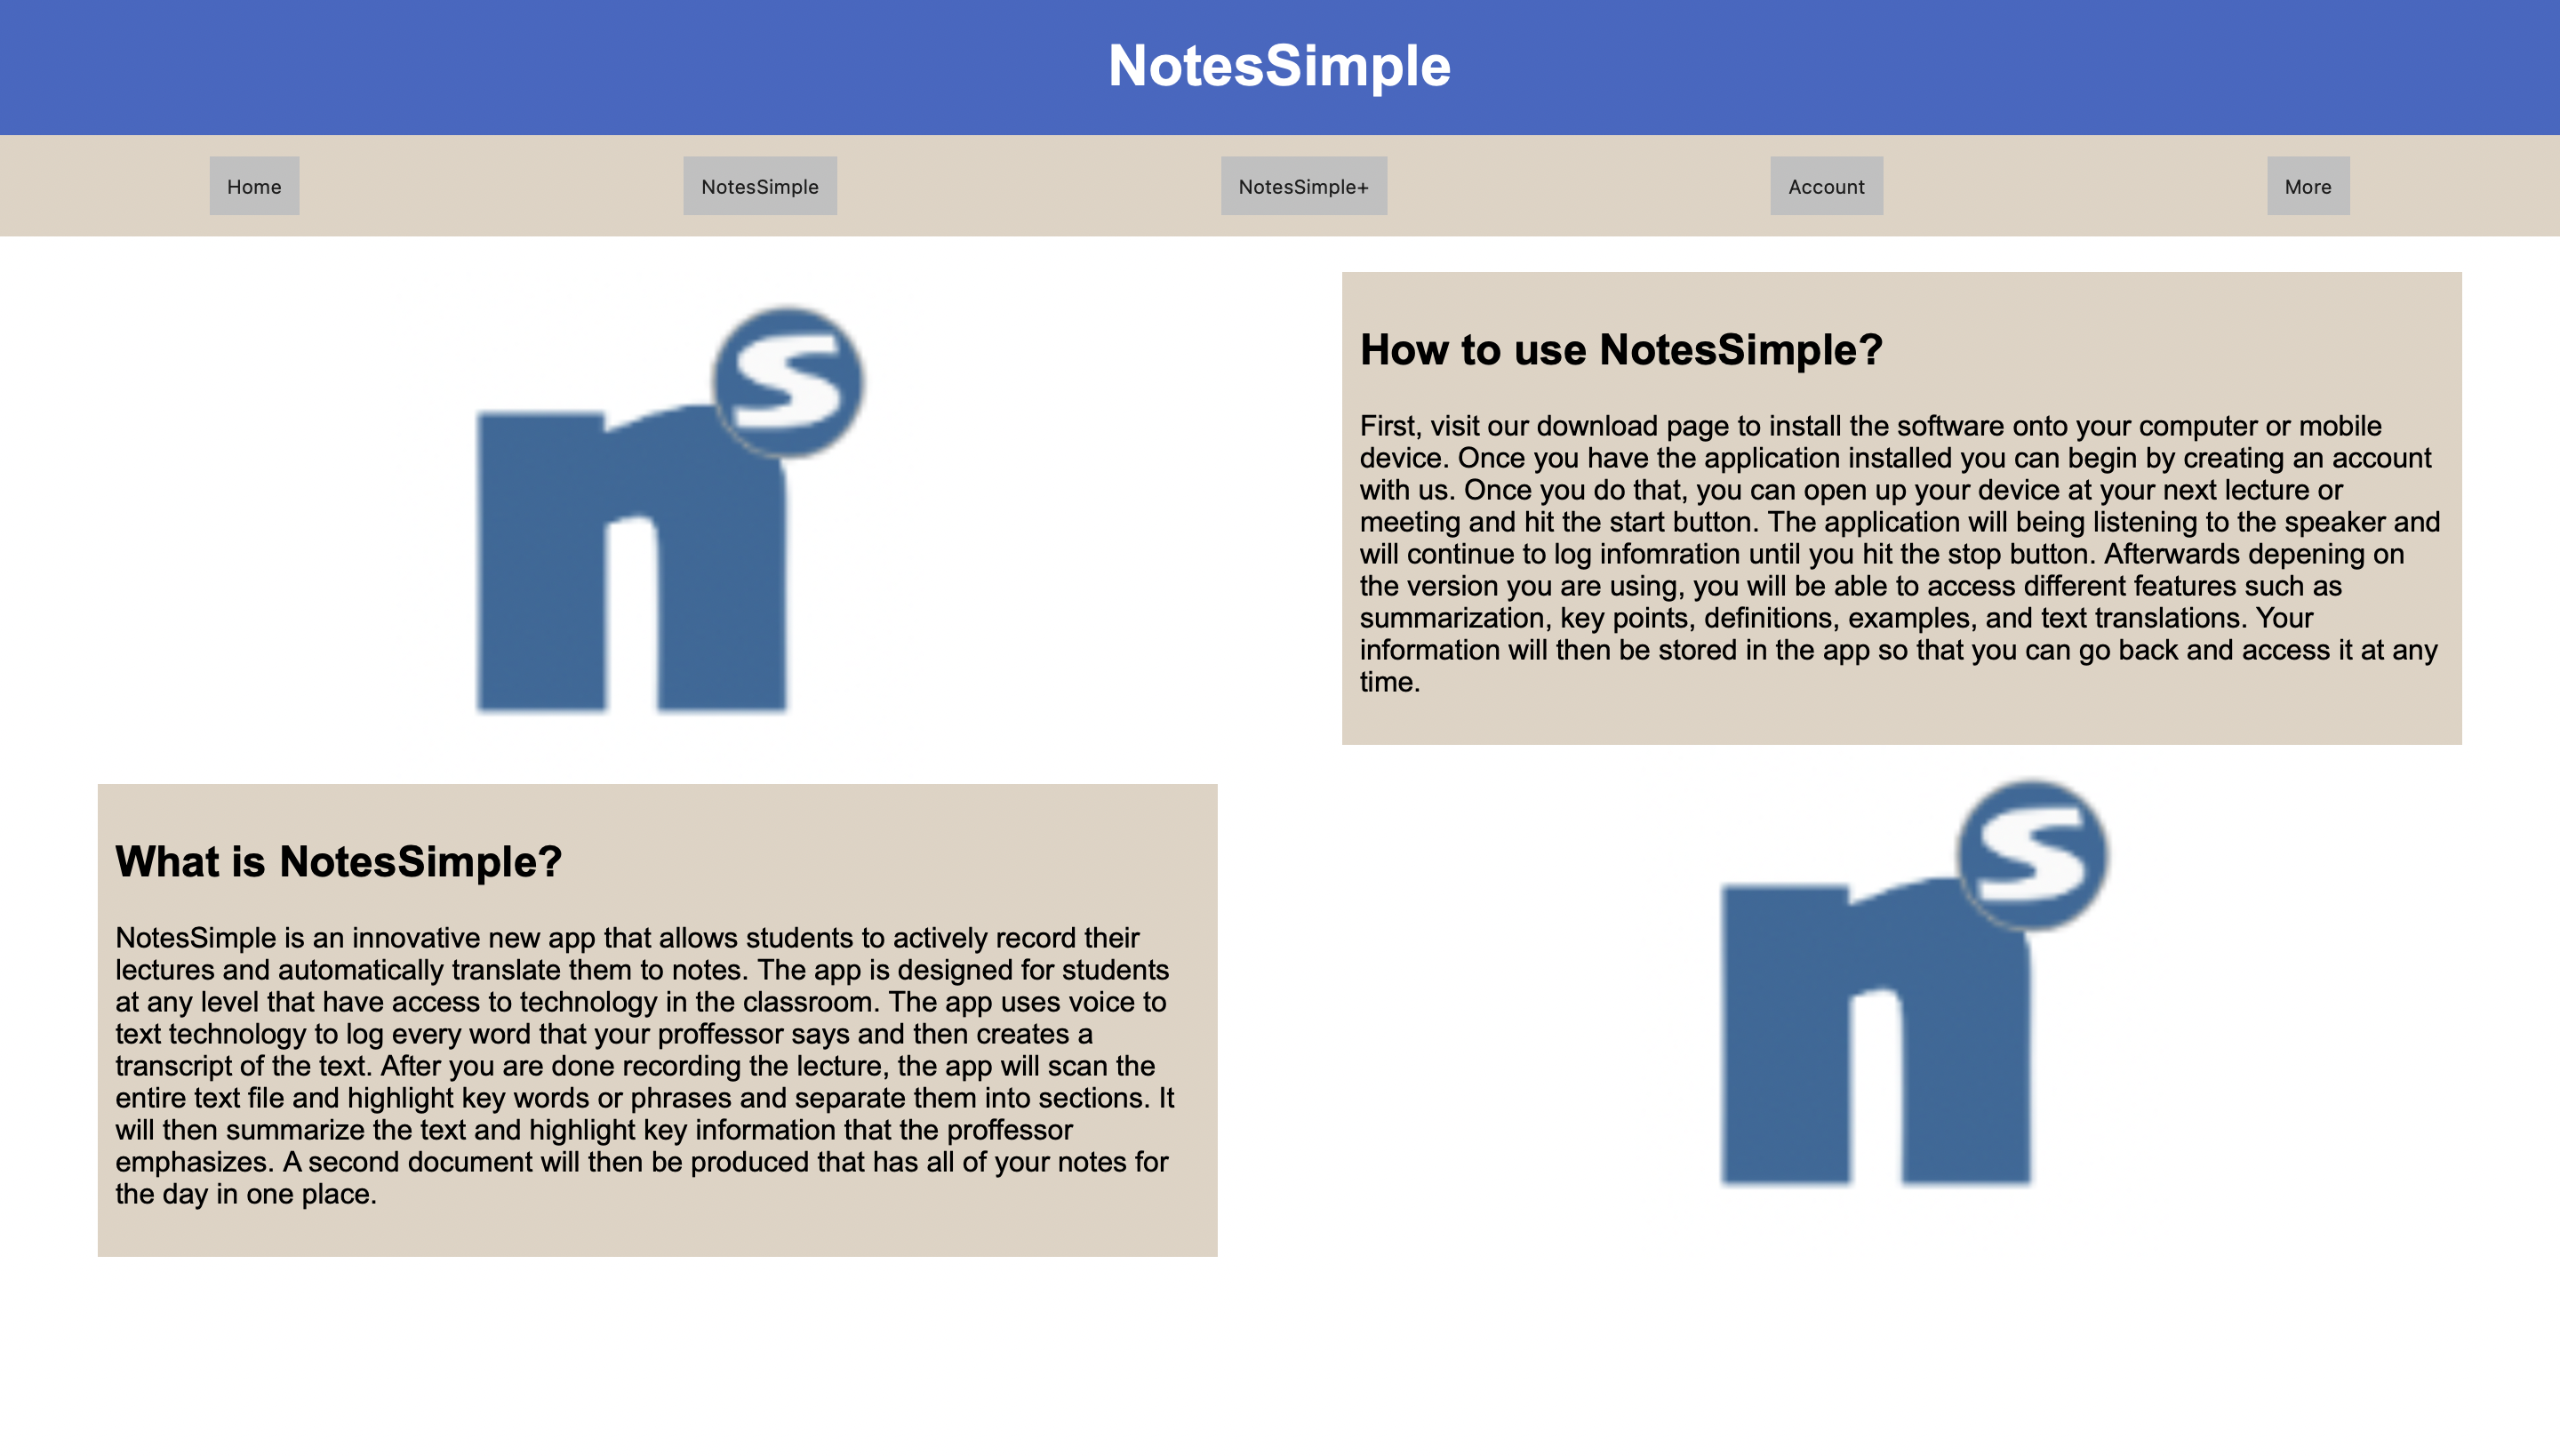 NotesSimple
Home
NotesSimple
NotesSimple+
Account
More
S
n
How to use NotesSimple?
First, visit our download page to install the software onto your computer or mobile
device. Once you have the application installed you can begin by creating an account
with us. Once you do that, you can open up your device at your next lecture or
meeting and hit the start button. The application will being listening to the speaker and
will continue to log infomration until you hit the stop button. Afterwards depening on
the version you are using, you will be able to access different features such as
summarization, key points, definitions, examples, and text translations. Your
information will then be stored in the app so that you can go back and access it at any
time.
What is NotesSimple?
NotesSimple is an innovative new app that allows students to actively record their
lectures and automatically translate them to notes. The app is designed for students
at any level that have access to technology in the classroom. The app uses voice to
text technology to log every word that your proffessor says and then creates a
transcript of the text. After you are done recording the lecture, the app will scan the
entire text file and highlight key words or phrases and separate them into sections. It
will then summarize the text and highlight key information that the proffessor
emphasizes. A second document will then be produced that has all of your notes for
the day in one place.
S
n